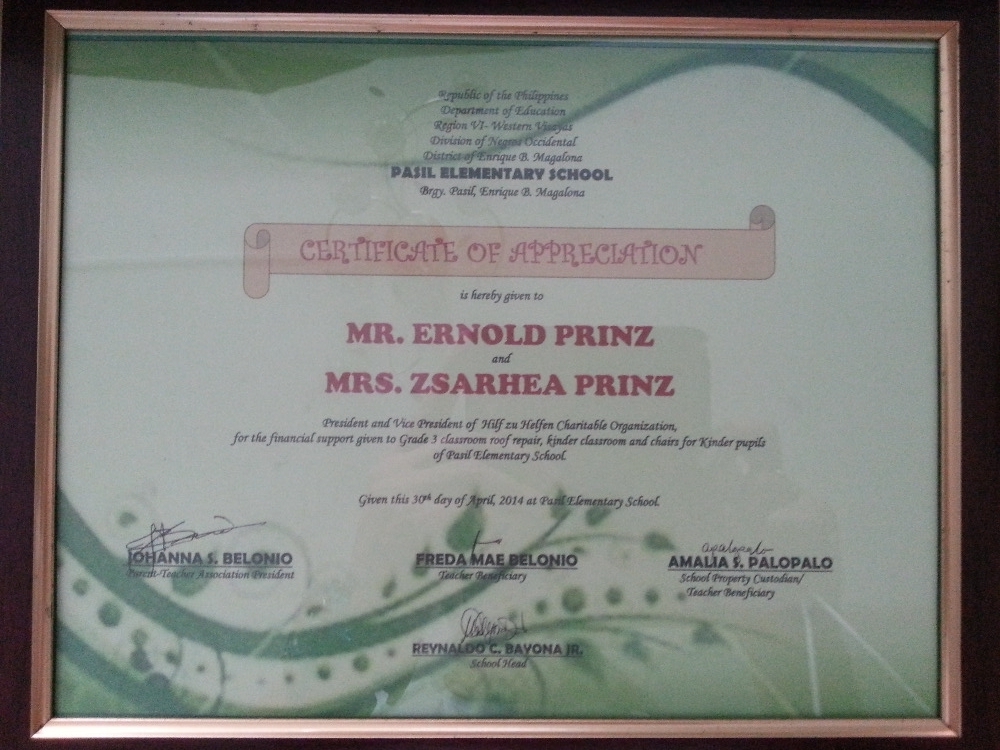 Republic of the Philippines
Department of Education
Region VI- Western Visayas
Division of Negros Occidental
District of Enrique B. Magalona
PASIL ELEMENTARY SCHOOL
Brgy. Pasil, Enrique B. Magalona
CERTIFICATE OF APPRECIATION
is hereby given to
MR. ERNOLD PRINZ
and
MRS. ZSARHEA PRINZ
President and Vice President of Hilf zu Helfen Charitable Organization,
for the financial support given to Grade 3 classroom roof repair, kinder classroom and chairs for Kinder pupils
of Pasil Elementary School.
Given this 30th day of April, 2014 at Pasil Elementary School.
JOHANNA S. BELONIO
Parent-Teacher Association President
FREDA MAE BELONIO
Teacher Beneficiary
AMALIA S. PALOPALO
School Property Custodian/
Teacher Beneficiary
REYNALDO C. BAYONA JR.
School Head